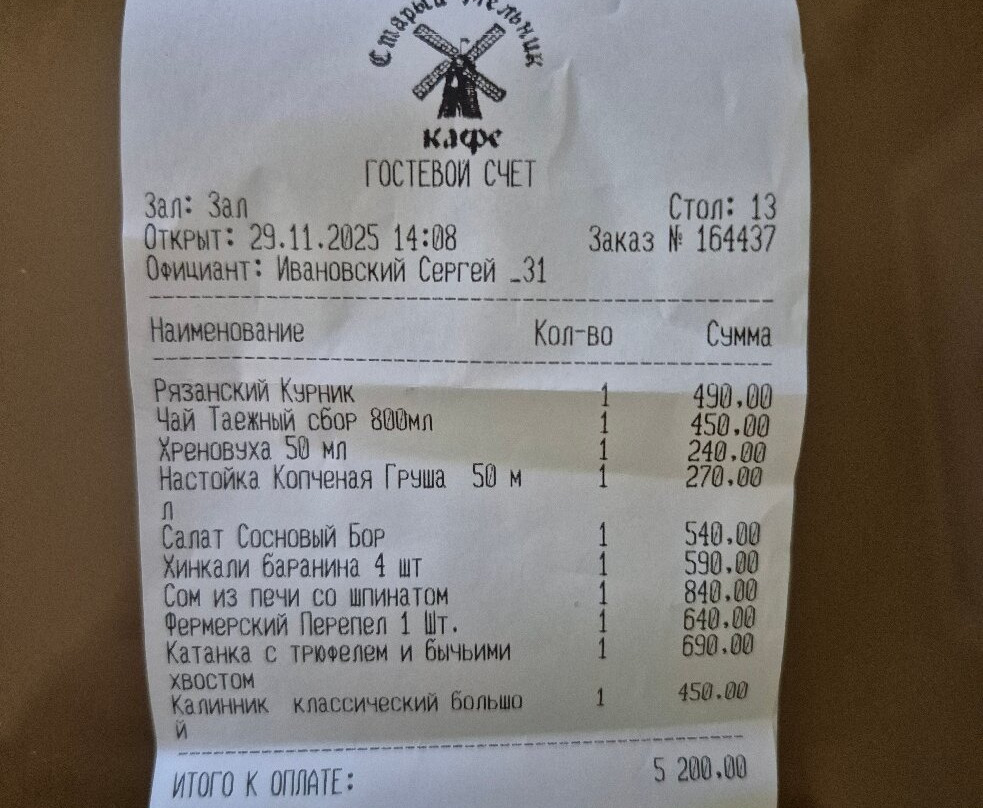 Старый Мельник
кафе
ГОСТЕВОЙ СЧЕТ
Зал: Зал Стол: 13
Открыт: 29.11.2025 14:08 Заказ № 164437
Официант: Ивановский Сергей _31
Наименование Кол-во Сумма
Рязанский Курник 1 490.00
Чай Таежный сбор 800мл 1 450.00
Хреновуха 50 мл 1 240.00
Настойка Копченая Груша 50 м 1 270.00
л
Салат Сосновый Бор 1 540.00
Хинкали баранина 4 шт 1 590.00
Сом из печи со шпинатом 1 840.00
Фермерский Перепел 1 Шт. 1 640.00
Катанка с трюфелем и бычьими 1 690.00
хвостом
Калинник классический большо 1 450.00
й
ИТОГО К ОПЛАТЕ: 5 200.00